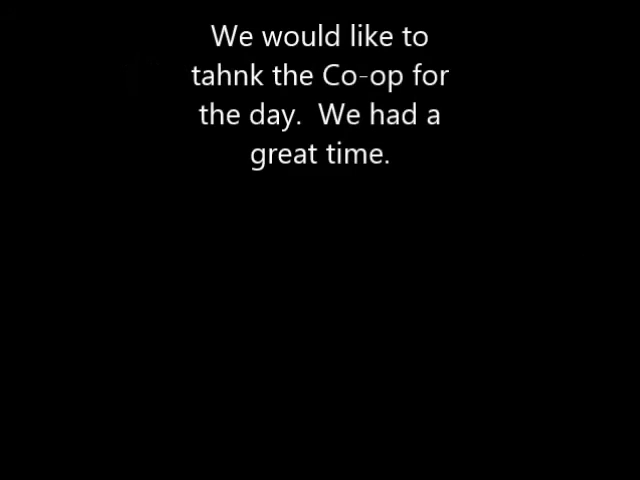 We would like to
tahnk the Co-op for
the day.  We had a
great time.